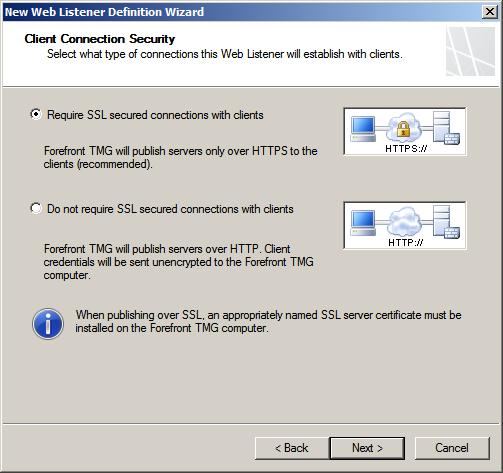 New Web Listener Definition Wizard
Client Connection Security
Select what type of connections this Web Listener will establish with clients.
Require SSL secured connections with clients
HTTPS://
Forefront TMG will publish servers only over HTTPS to the
clients (recommended).
Do not require SSL secured connections with clients
HTTP://
Forefront TMG will publish servers over HTTP. Client
credentials will be sent unencrypted to the Forefront TMG
computer.
When publishing over SSL, an appropriately named SSL server certificate must be
installed on the Forefront TMG computer.
< Back
Next >
Cancel